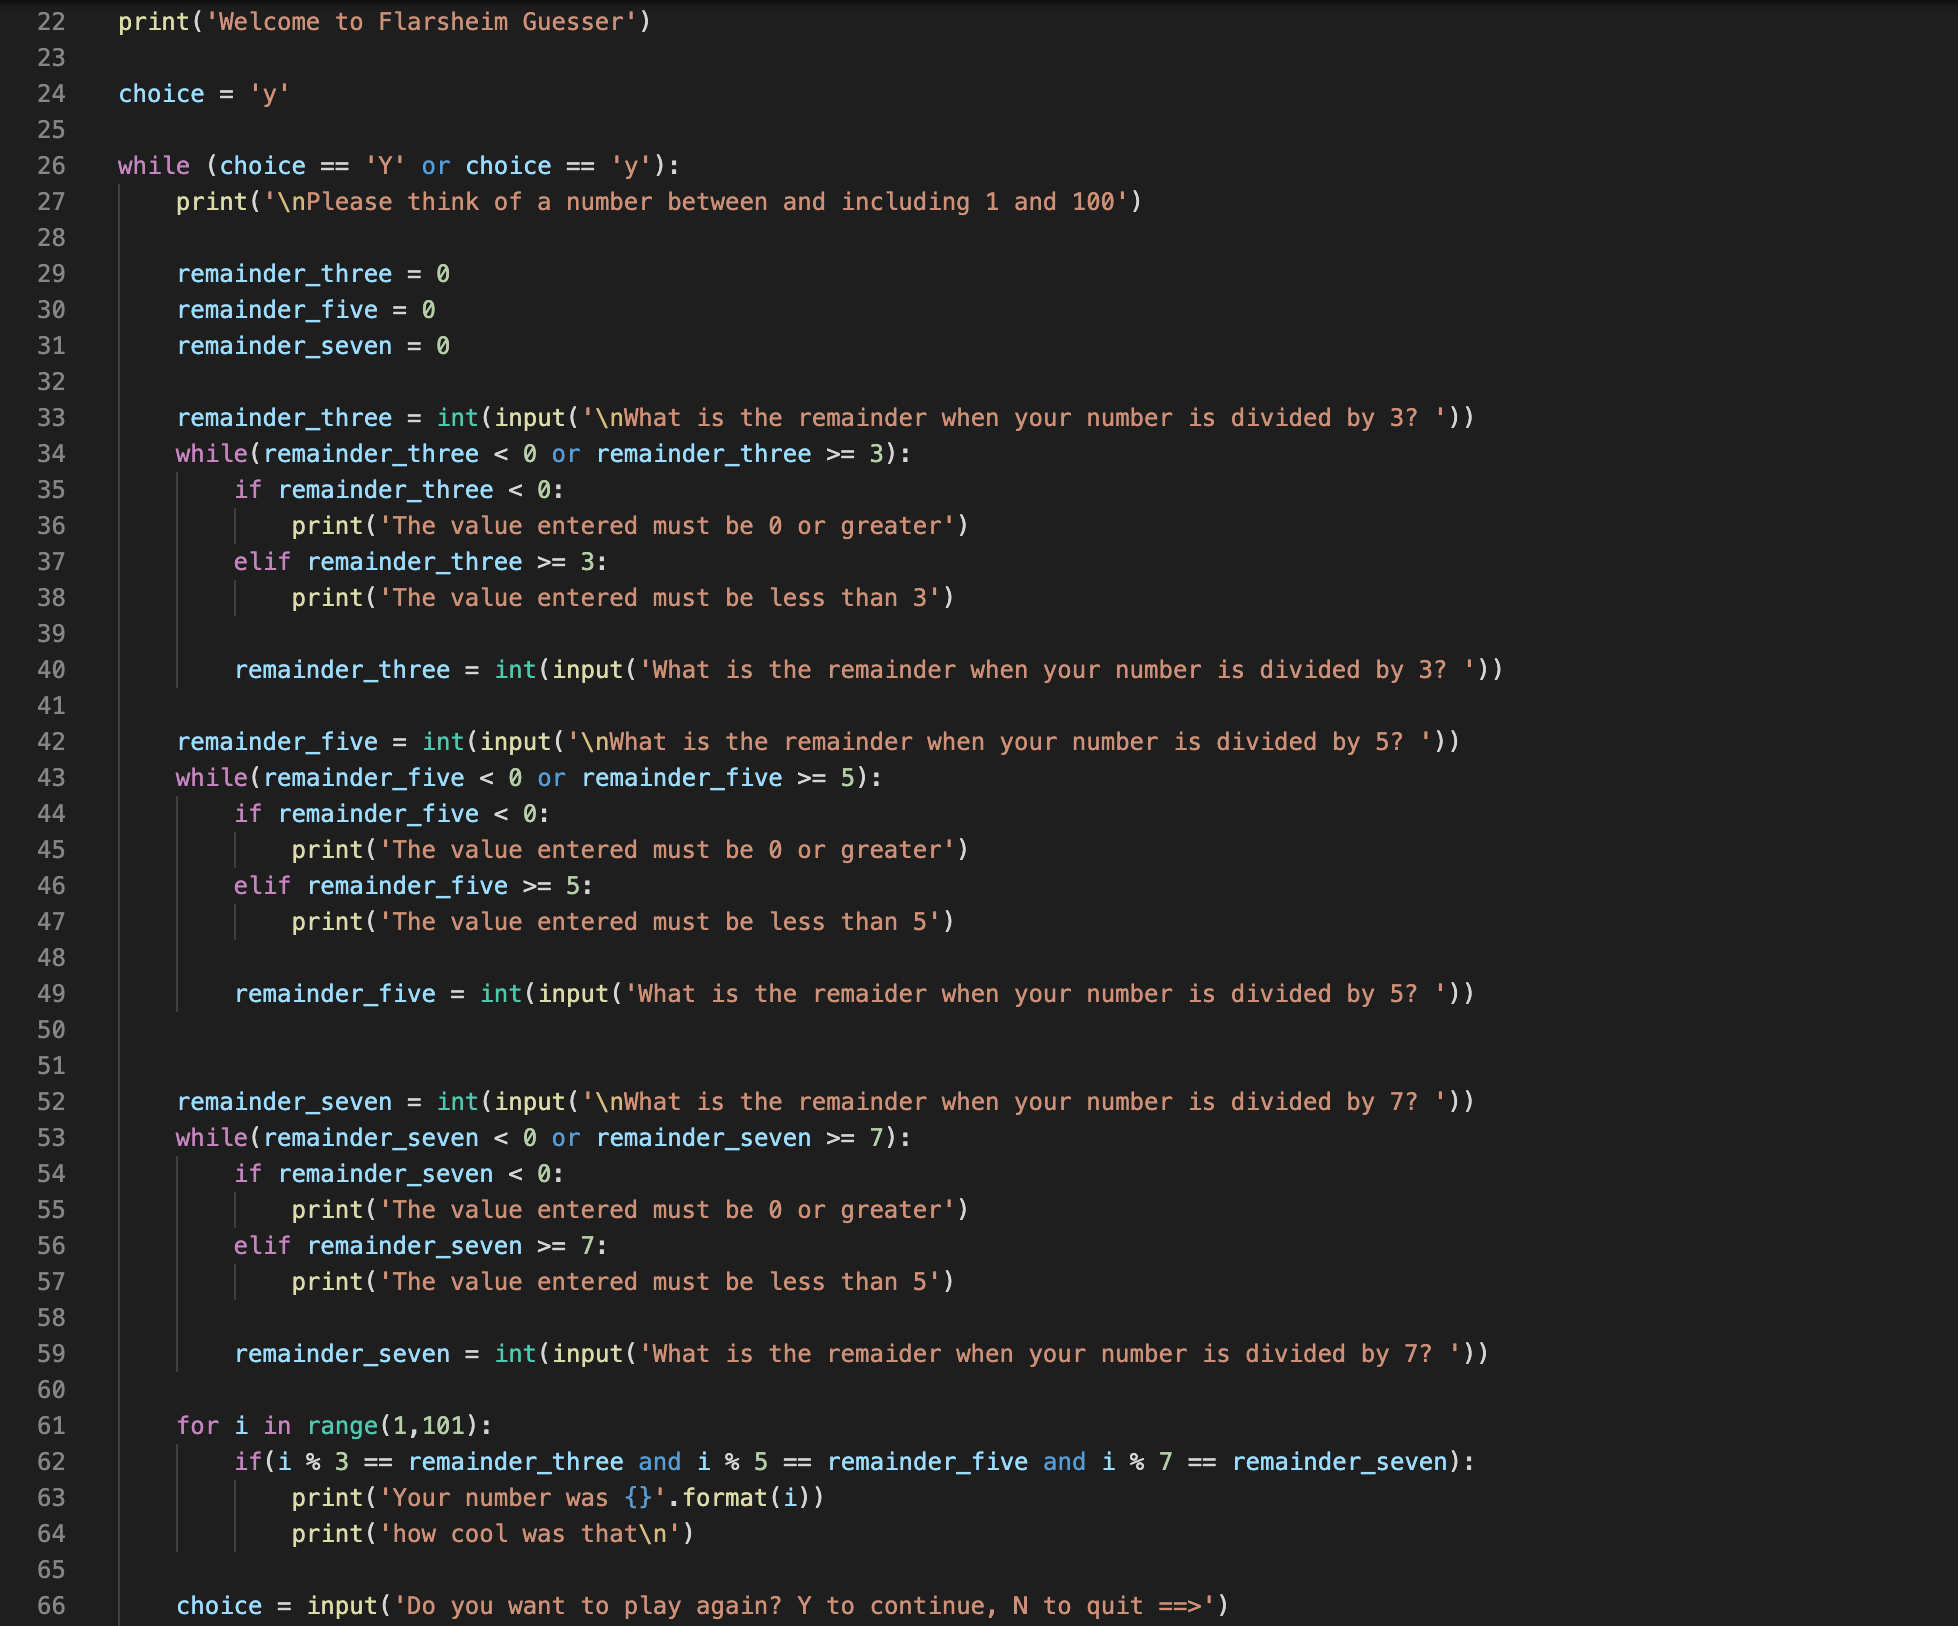 22 print('Welcome to Flarsheim Guesser')
23
24 choice = 'y'
25
26 while (choice == 'Y' or choice == 'y'):
27     print('\nPlease think of a number between and including 1 and 100')
28
29     remainder_three = 0
30     remainder_five = 0
31     remainder_seven = 0
32
33     remainder_three = int(input('\nWhat is the remainder when your number is divided by 3? '))
34     while(remainder_three < 0 or remainder_three >= 3):
35         if remainder_three < 0:
36             print('The value entered must be 0 or greater')
37         elif remainder_three >= 3:
38             print('The value entered must be less than 3')
39
40         remainder_three = int(input('What is the remainder when your number is divided by 3? '))
41
42     remainder_five = int(input('\nWhat is the remainder when your number is divided by 5? '))
43     while(remainder_five < 0 or remainder_five >= 5):
44         if remainder_five < 0:
45             print('The value entered must be 0 or greater')
46         elif remainder_five >= 5:
47             print('The value entered must be less than 5')
48
49         remainder_five = int(input('What is the remaider when your number is divided by 5? '))
50
51
52     remainder_seven = int(input('\nWhat is the remainder when your number is divided by 7? '))
53     while(remainder_seven < 0 or remainder_seven >= 7):
54         if remainder_seven < 0:
55             print('The value entered must be 0 or greater')
56         elif remainder_seven >= 7:
57             print('The value entered must be less than 5')
58
59         remainder_seven = int(input('What is the remaider when your number is divided by 7? '))
60
61     for i in range(1,101):
62         if(i % 3 == remainder_three and i % 5 == remainder_five and i % 7 == remainder_seven):
63             print('Your number was {}'.format(i))
64             print('how cool was that\n')
65
66     choice = input('Do you want to play again? Y to continue, N to quit ==>')